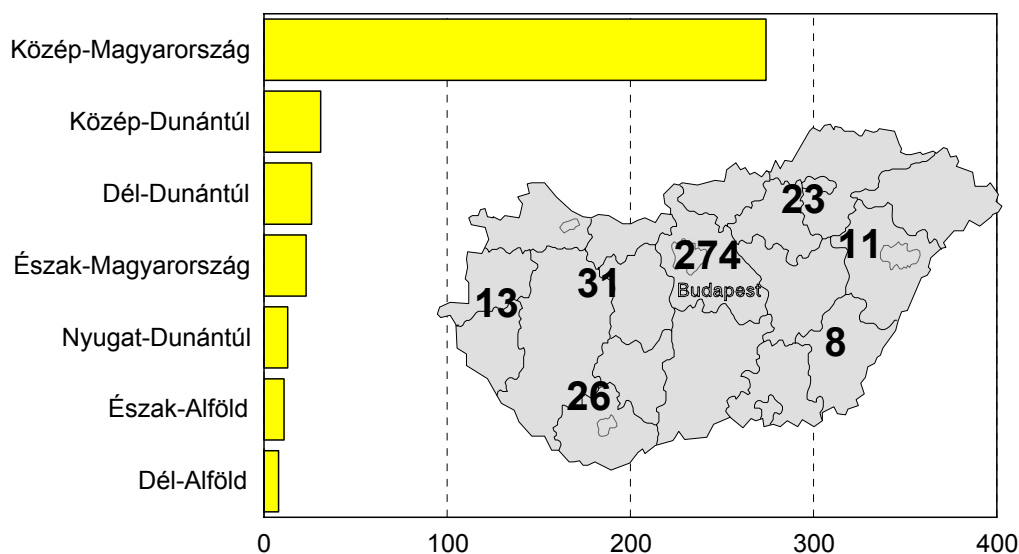 Közép-Magyarország
Közép-Dunántúl
Dél-Dunántúl
Észak-Magyarország
Nyugat-Dunántúl
Észak-Alföld
Dél-Alföld
23
11
274
Budapest
31
13
8
26
0 100 200 300 400